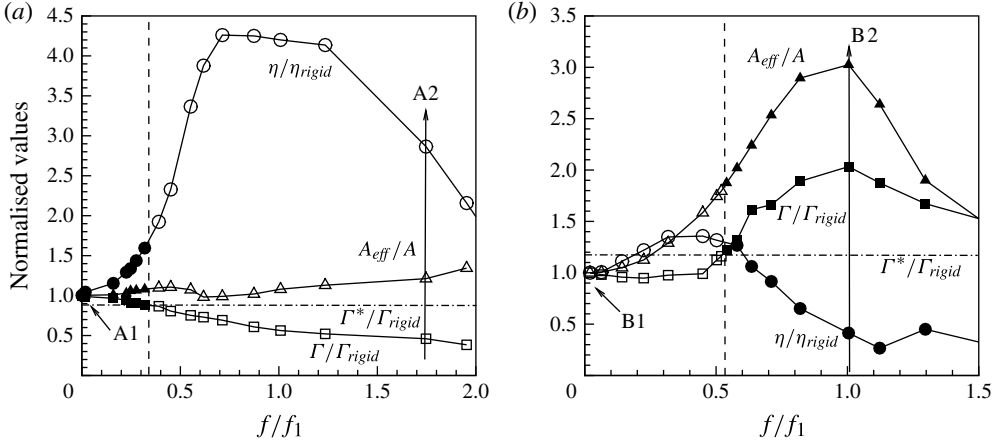 (a)
4.5
4.0
3.5
3.0
2.5
2.0
1.5
1.0
0.5
Normalised values
η/η_rigid
A2
A_eff/A
A1
Γ*/Γ_rigid
Γ/Γ_rigid
0
0.5
1.0
1.5
2.0
f/f₁
(b)
3.5
3.0
2.5
2.0
1.5
1.0
0.5
0
A_eff/A
B2
Γ/Γ_rigid
Γ*/Γ_rigid
B1
η/η_rigid
0
0.5
1.0
1.5
f/f₁